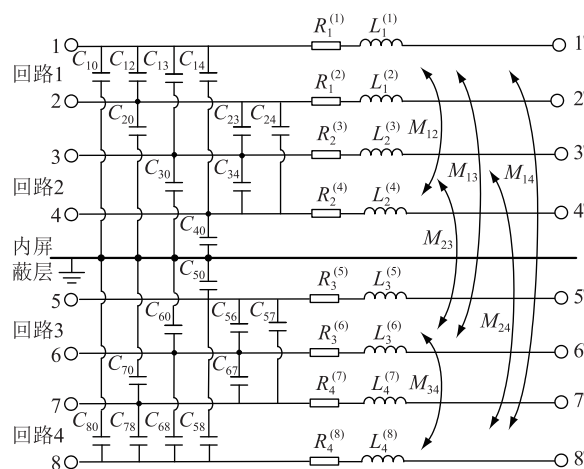 1 R₁⁽¹⁾ L₁⁽¹⁾ 1'
C₁₀ C₁₂ C₁₃ C₁₄
回路1
2 R₁⁽²⁾ L₁⁽²⁾ 2'
C₂₀ C₂₃ C₂₄ M₁₂
3 R₂⁽³⁾ L₂⁽³⁾ 3'
C₃₀ C₃₄ M₁₃ M₁₄
回路2
4 R₂⁽⁴⁾ L₂⁽⁴⁾ 4'
C₄₀ M₂₃
内屏
蔽层
C₅₀
5 R₃⁽⁵⁾ L₃⁽⁵⁾ 5'
C₆₀ C₅₆ C₅₇
回路3
M₂₄
6 R₃⁽⁶⁾ L₃⁽⁶⁾ 6'
C₇₀ C₆₇ M₃₄
7 R₄⁽⁷⁾ L₄⁽⁷⁾ 7'
C₈₀ C₇₈ C₆₈ C₅₈
回路4
8 R₄⁽⁸⁾ L₄⁽⁸⁾ 8'